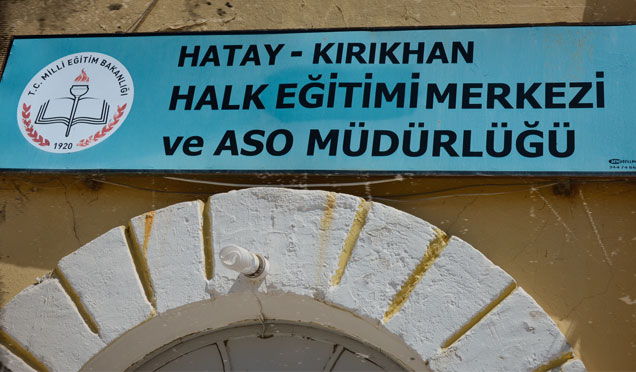 HATAY - KIRIKHAN
HALK EĞİTİMİ MERKEZİ
ve ASO MÜDÜRLÜĞÜ
T.C. MİLLİ EĞİTİM BAKANLIĞI
1920